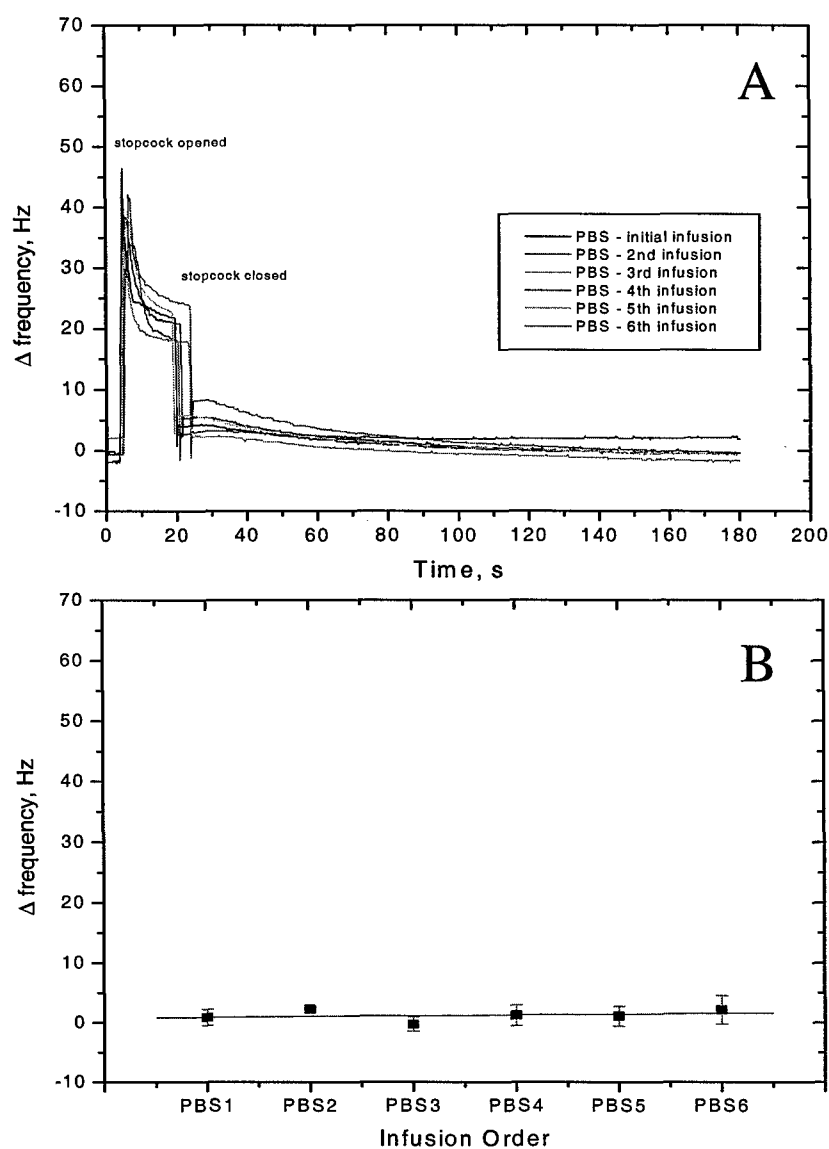 70
A
60
50
stopcock opened
40
30
stopcock closed
20
10
0
-10
Δ frequency, Hz
PBS - initial infusion
PBS - 2nd infusion
PBS - 3rd infusion
PBS - 4th infusion
PBS - 5th infusion
PBS - 6th infusion
0 20 40 60 80 100 120 140 160 180 200
Time, s
70
B
60
50
40
30
20
10
0
-10
Δ frequency, Hz
PBS1 PBS2 PBS3 PBS4 PBS5 PBS6
Infusion Order